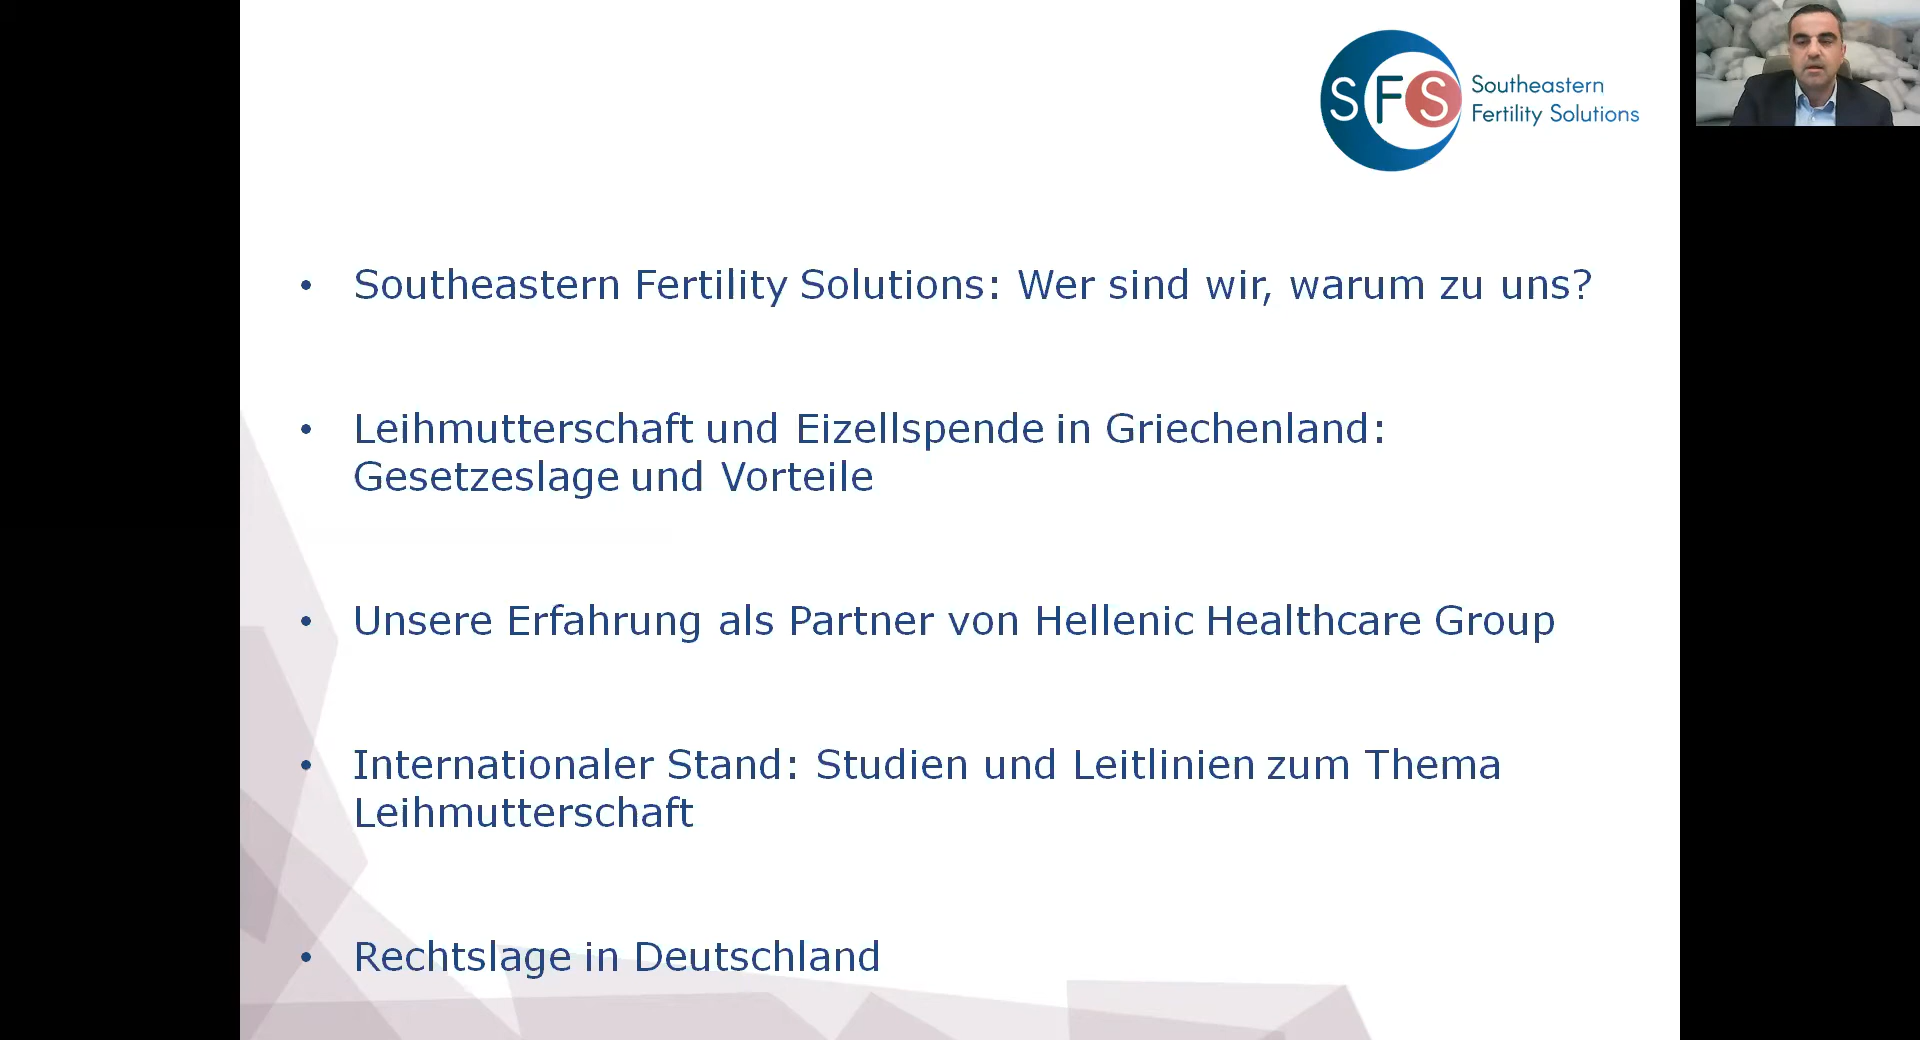 SFS
Southeastern
Fertility Solutions
• Southeastern Fertility Solutions: Wer sind wir, warum zu uns?
• Leihmutterschaft und Eizellspende in Griechenland:
Gesetzeslage und Vorteile
• Unsere Erfahrung als Partner von Hellenic Healthcare Group
• Internationaler Stand: Studien und Leitlinien zum Thema
Leihmutterschaft
• Rechtslage in Deutschland